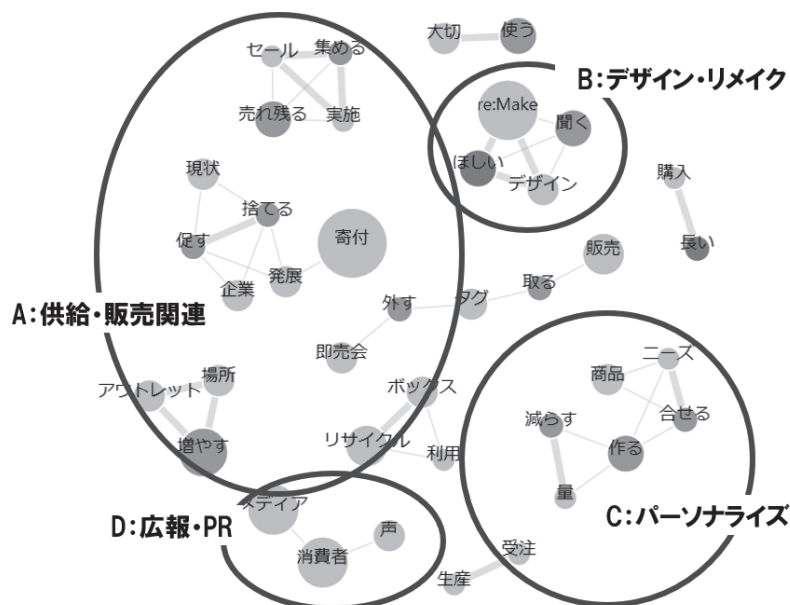 大切
使う
セール
集める
B:デザイン・リメイク
re:Make
聞く
売れ残る
実施
ほしい
デザイン
現状
購入
捨てる
促す
寄付
販売
長い
発展
企業
取る
外す
タグ
A:供給・販売関連
即売会
ニーズ
商品
場所
アウトレット
ボックス
減らす
合せる
増やす
リサイクル
利用
作る
量
メディア
D:広報・PR
声
C:パーソナライズ
消費者
受注
生産